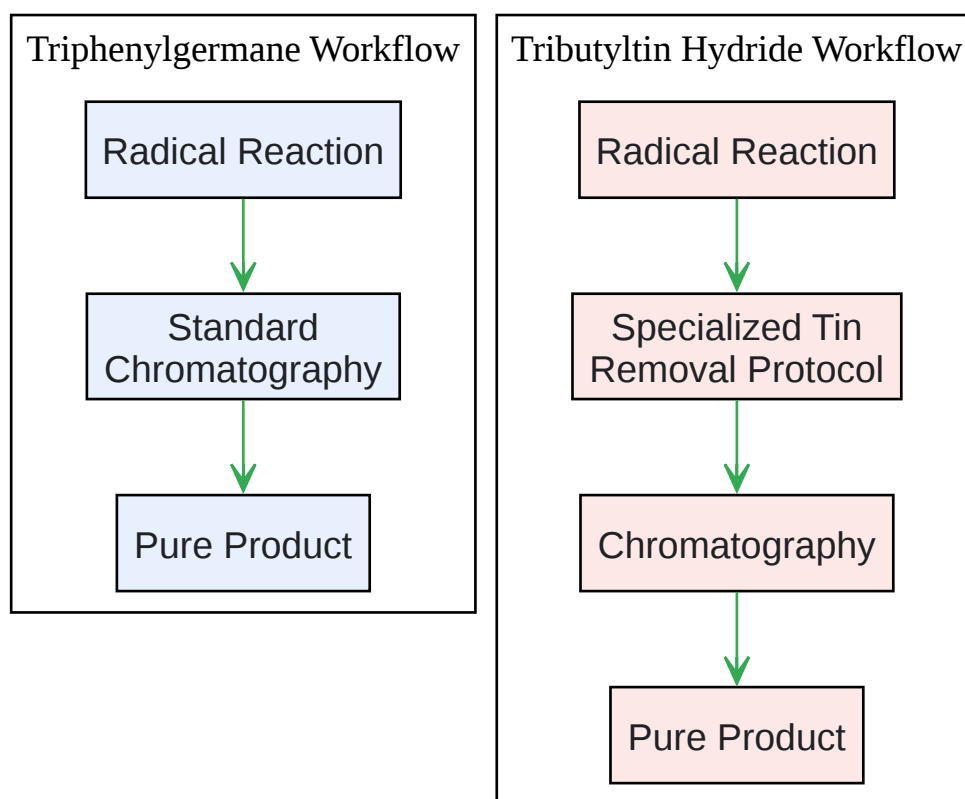 Triphenylgermane Workflow
Radical Reaction
Standard
Chromatography
Pure Product
Tributyltin Hydride Workflow
Radical Reaction
Specialized Tin
Removal Protocol
Chromatography
Pure Product